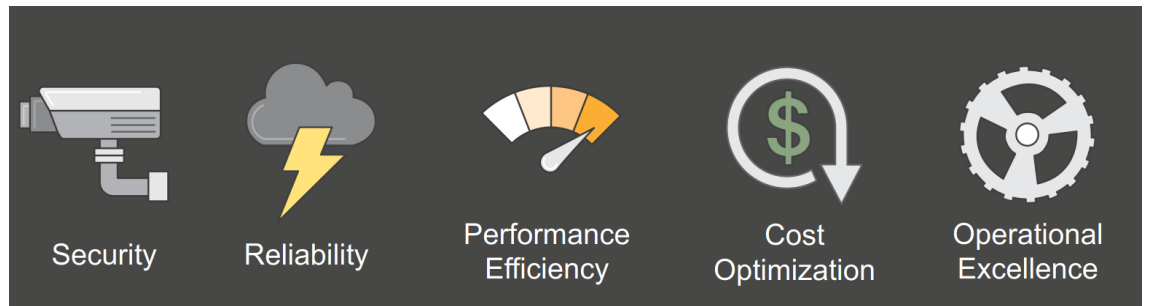 Security
Reliability
Performance
Efficiency
Cost
Optimization
Operational
Excellence
$